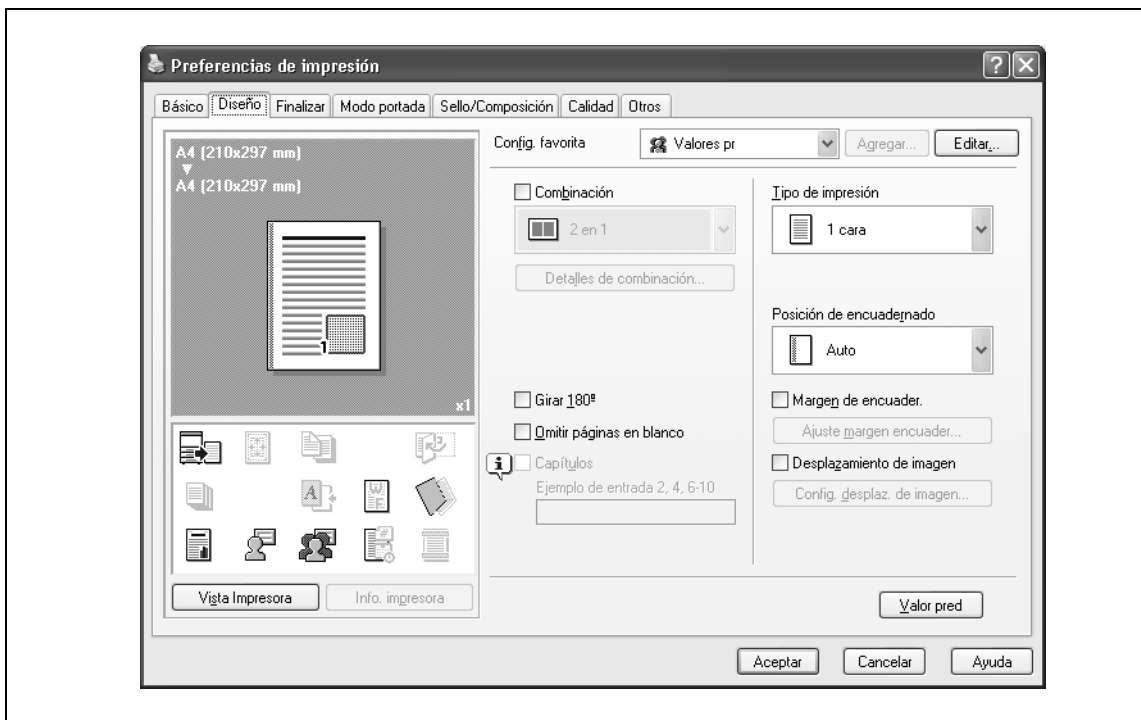 Preferencias de impresión
Básico Diseño Finalizar Modo portada Sello/Composición Calidad Otros
A4 (210x297 mm)
A4 (210x297 mm)
1
x1
Vista Impresora Info. impresora
Config. favorita Valores pr Agregar... Editar...
Combinación
2 en 1
Detalles de combinación...
Girar 180º
Omitir páginas en blanco
Capítulos
Ejemplo de entrada 2, 4, 6-10
Tipo de impresión
1 cara
Posición de encuadernado
Auto
Margen de encuader.
Ajuste margen encuader...
Desplazamiento de imagen
Config. desplaz. de imagen...
Valor pred
Aceptar Cancelar Ayuda